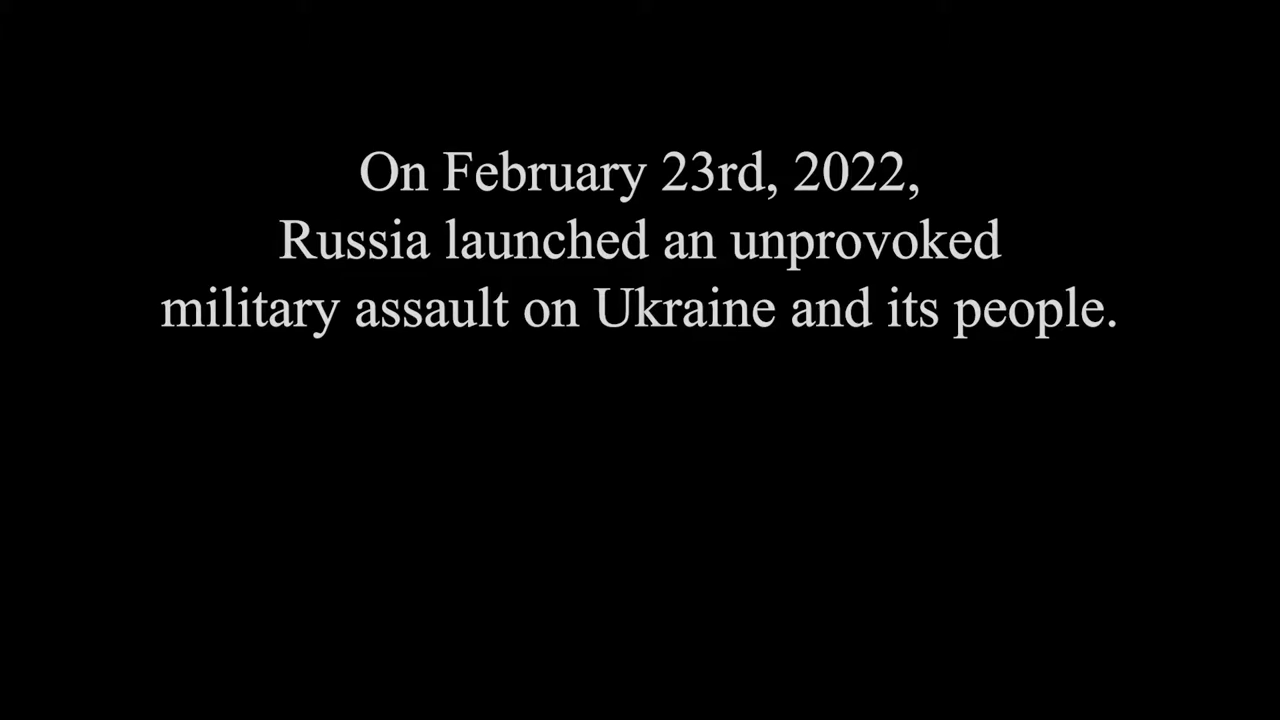 On February 23rd, 2022,
Russia launched an unprovoked
military assault on Ukraine and its people.